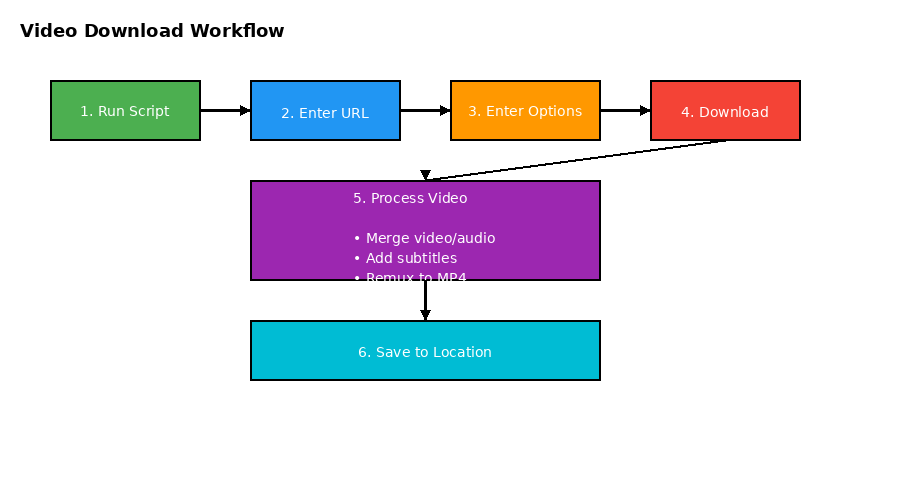 Video Download Workflow
1. Run Script
2. Enter URL
3. Enter Options
4. Download
5. Process Video
• Merge video/audio
• Add subtitles
• Remux to MP4
6. Save to Location